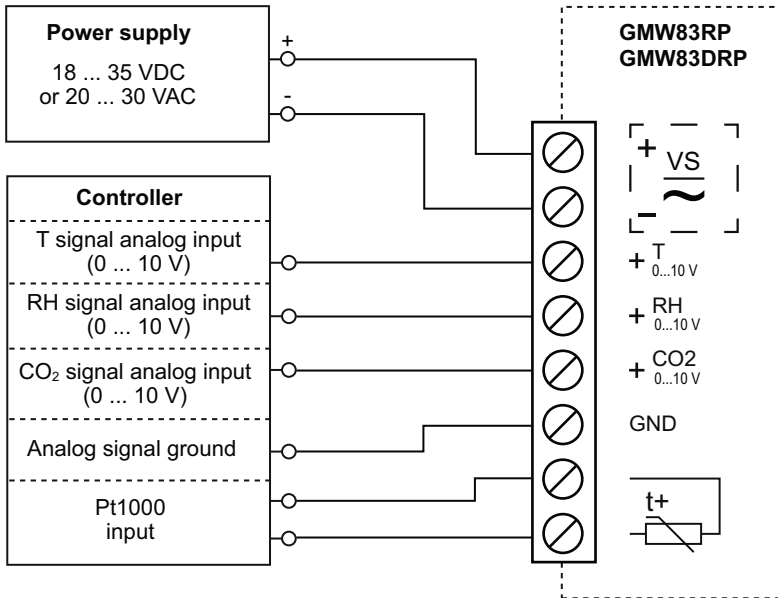 Power supply
18 ... 35 VDC
or 20 ... 30 VAC
+
-
Controller
T signal analog input
(0 ... 10 V)
RH signal analog input
(0 ... 10 V)
CO₂ signal analog input
(0 ... 10 V)
Analog signal ground
Pt1000
input
GMW83RP
GMW83DRP
+ VS
– ~
+ T
0...10 V
+ RH
0...10 V
+ CO2
0...10 V
GND
t+